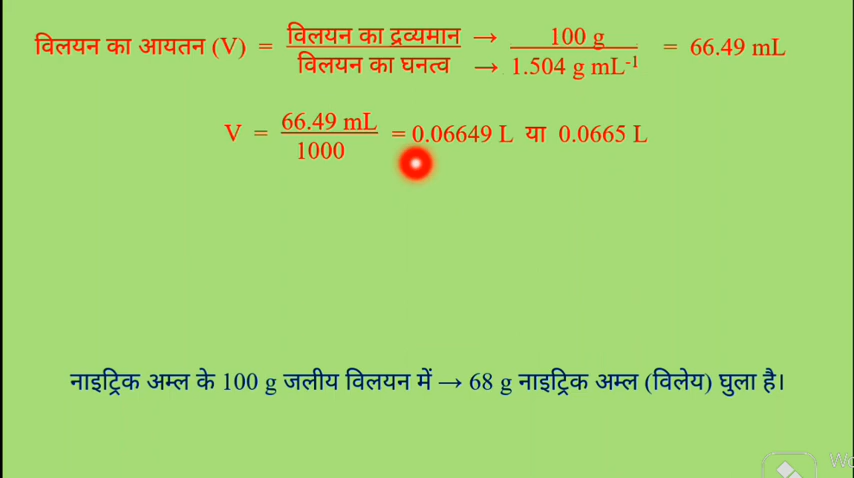 विलयन का आयतन (V) = विलयन का द्रव्यमान → 100 g = 66.49 mL
विलयन का घनत्व → 1.504 g mL⁻¹
V = 66.49 mL = 0.06649 L या 0.0665 L
1000
नाइट्रिक अम्ल के 100 g जलीय विलयन में → 68 g नाइट्रिक अम्ल (विलेय) घुला है।